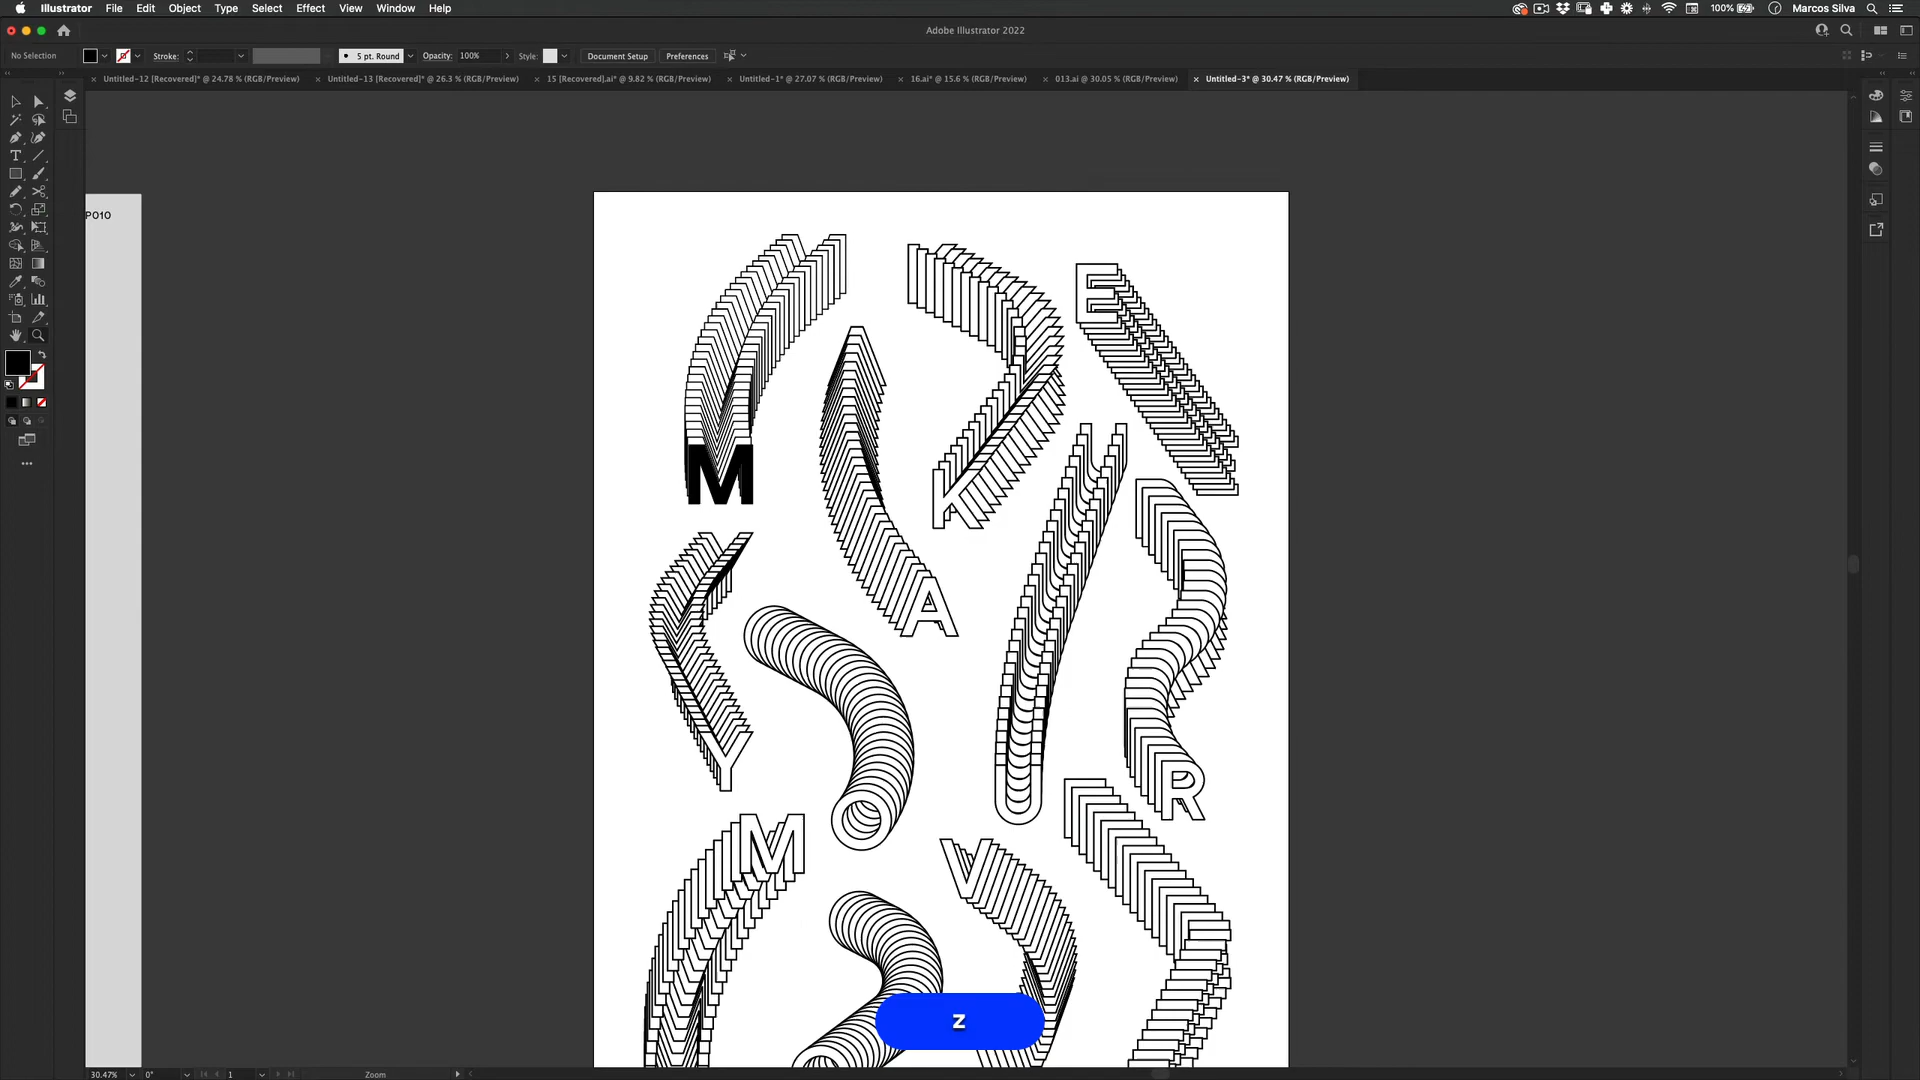 Illustrator File Edit Object Type Select Effect View Window Help 100% Marcos Silva
Adobe Illustrator 2022
No Selection Stroke: 5 pt. Round Opacity: 100% Style: Document Setup Preferences
Untitled-12 [Recovered]* @ 24.78 % (RGB/Preview) Untitled-13 [Recovered]* @ 26.3 % (RGB/Preview) 15 [Recovered].ai* @ 9.82 % (RGB/Preview) Untitled-1* @ 27.07 % (RGB/Preview) 16.ai* @ 15.6 % (RGB/Preview) 013.ai @ 30.05 % (RGB/Preview) Untitled-3* @ 30.47 % (RGB/Preview)
P010
M A K E
Y O U R
M O V
Z
30.47% 0° 1 Zoom